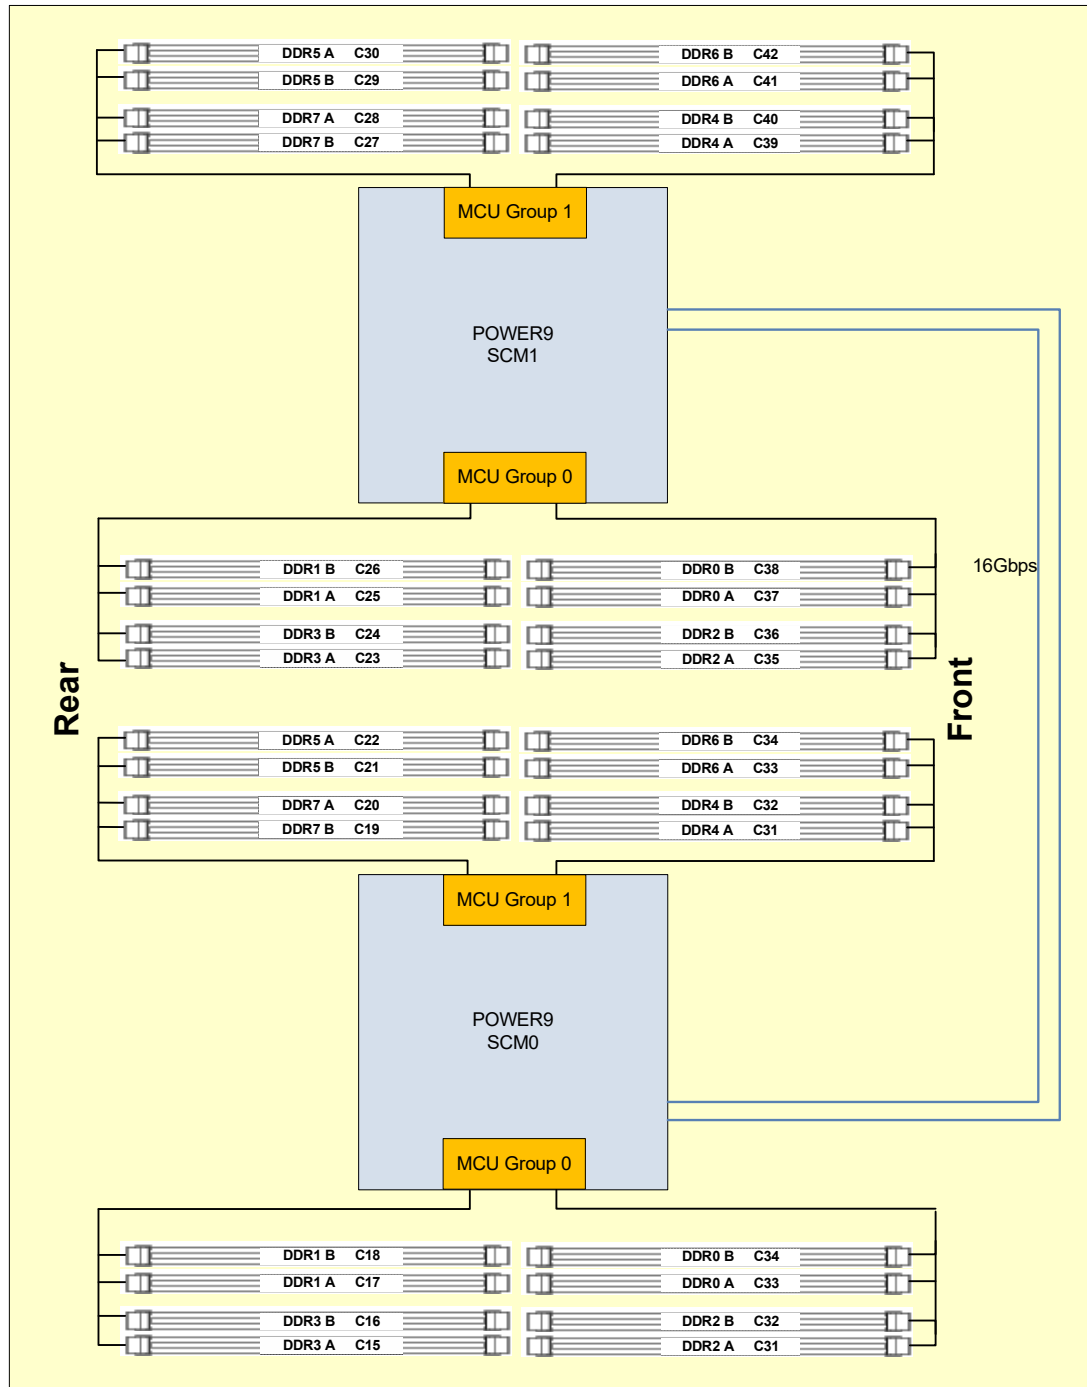 DDR5 A C30
DDR6 B C42
DDR5 B C29
DDR6 A C41
DDR7 A C28
DDR4 B C40
DDR7 B C27
DDR4 A C39
MCU Group 1
POWER9
SCM1
MCU Group 0
16Gbps
DDR1 B C26
DDR0 B C38
DDR1 A C25
DDR0 A C37
DDR3 B C24
DDR2 B C36
DDR3 A C23
DDR2 A C35
Rear
Front
DDR5 A C22
DDR6 B C34
DDR5 B C21
DDR6 A C33
DDR7 A C20
DDR4 B C32
DDR7 B C19
DDR4 A C31
MCU Group 1
POWER9
SCM0
MCU Group 0
DDR1 B C18
DDR0 B C34
DDR1 A C17
DDR0 A C33
DDR3 B C16
DDR2 B C32
DDR3 A C15
DDR2 A C31